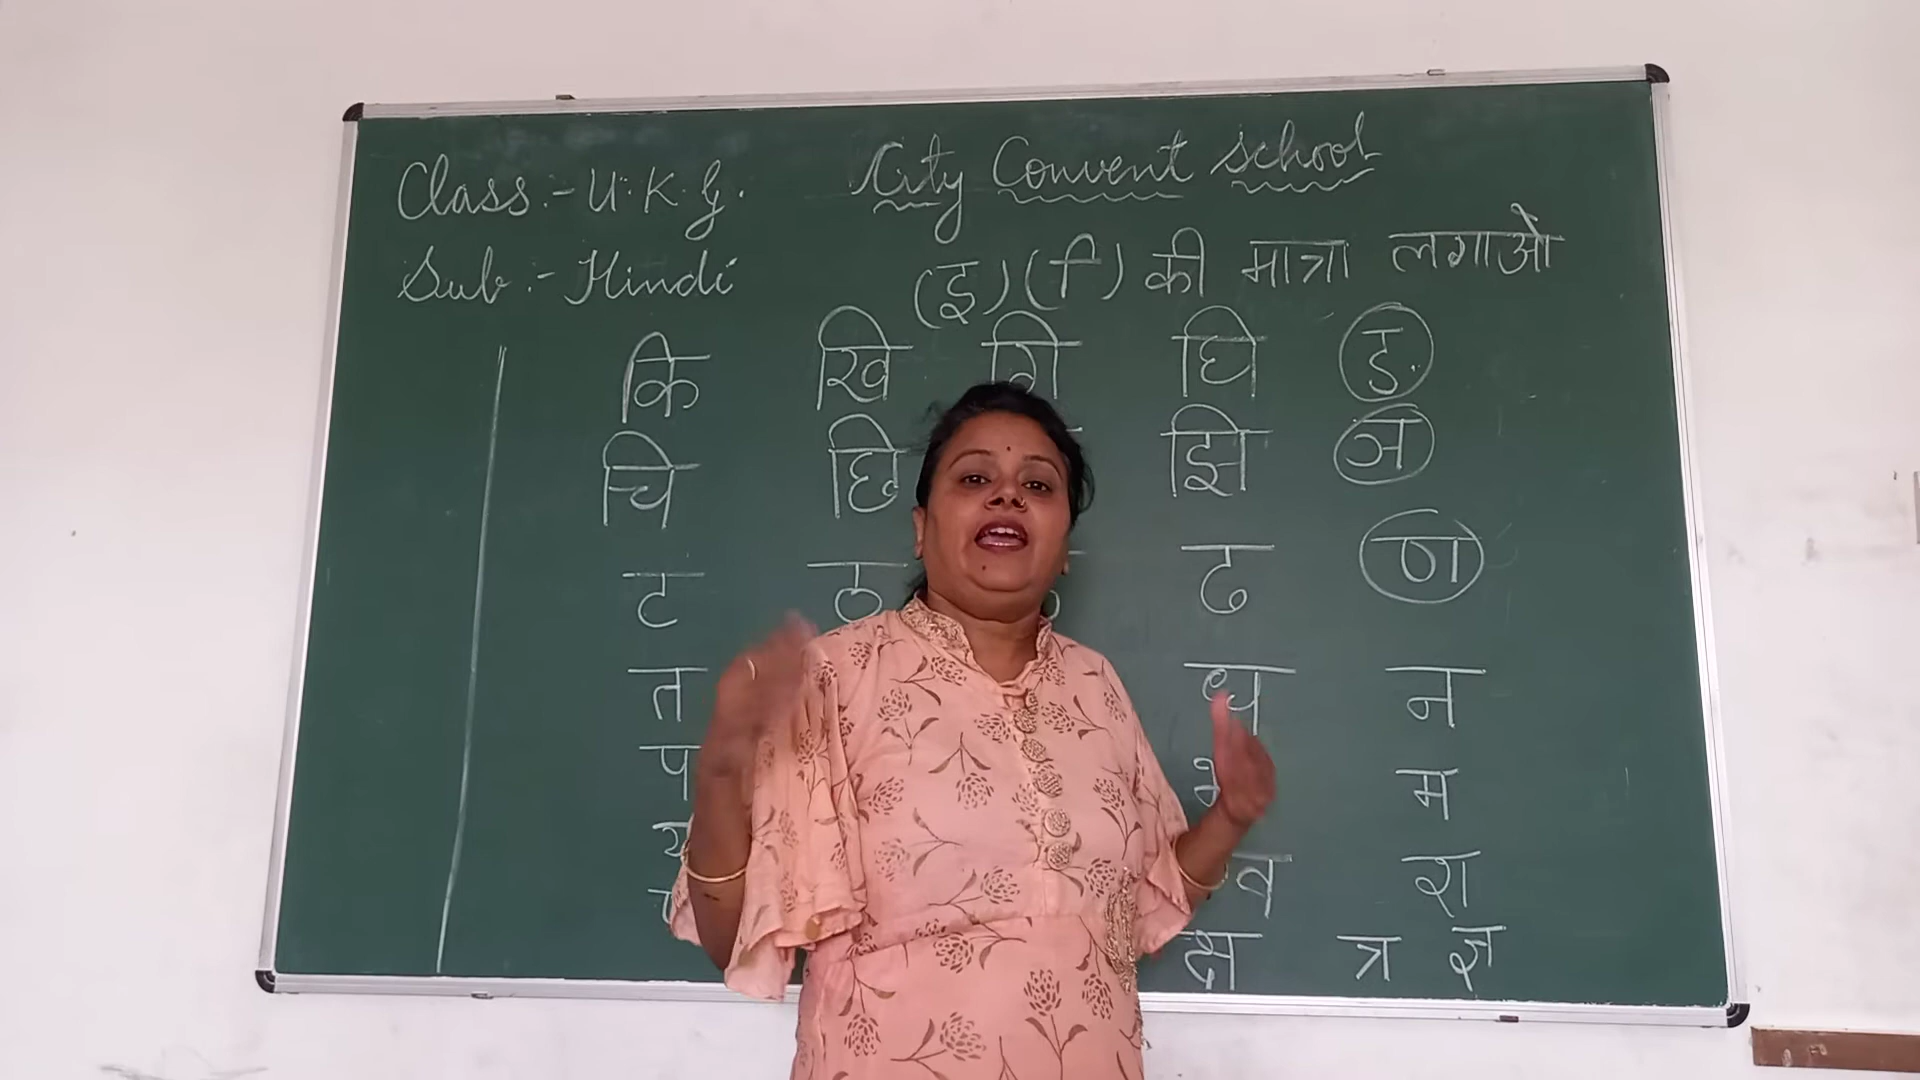 City Convent School
Class:- U.K.G.
Sub:- Hindi
(इ) (ि) की मात्रा लगाओ
कि खि गि घि ङ
चि छि झि ञ
ट ठ ढ ण
त ध न
प म
व श
क्ष त्र ज्ञ